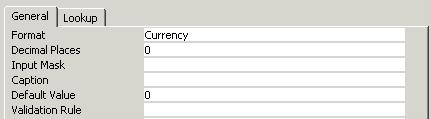 General Lookup
Format Currency
Decimal Places 0
Input Mask
Caption
Default Value 0
Validation Rule